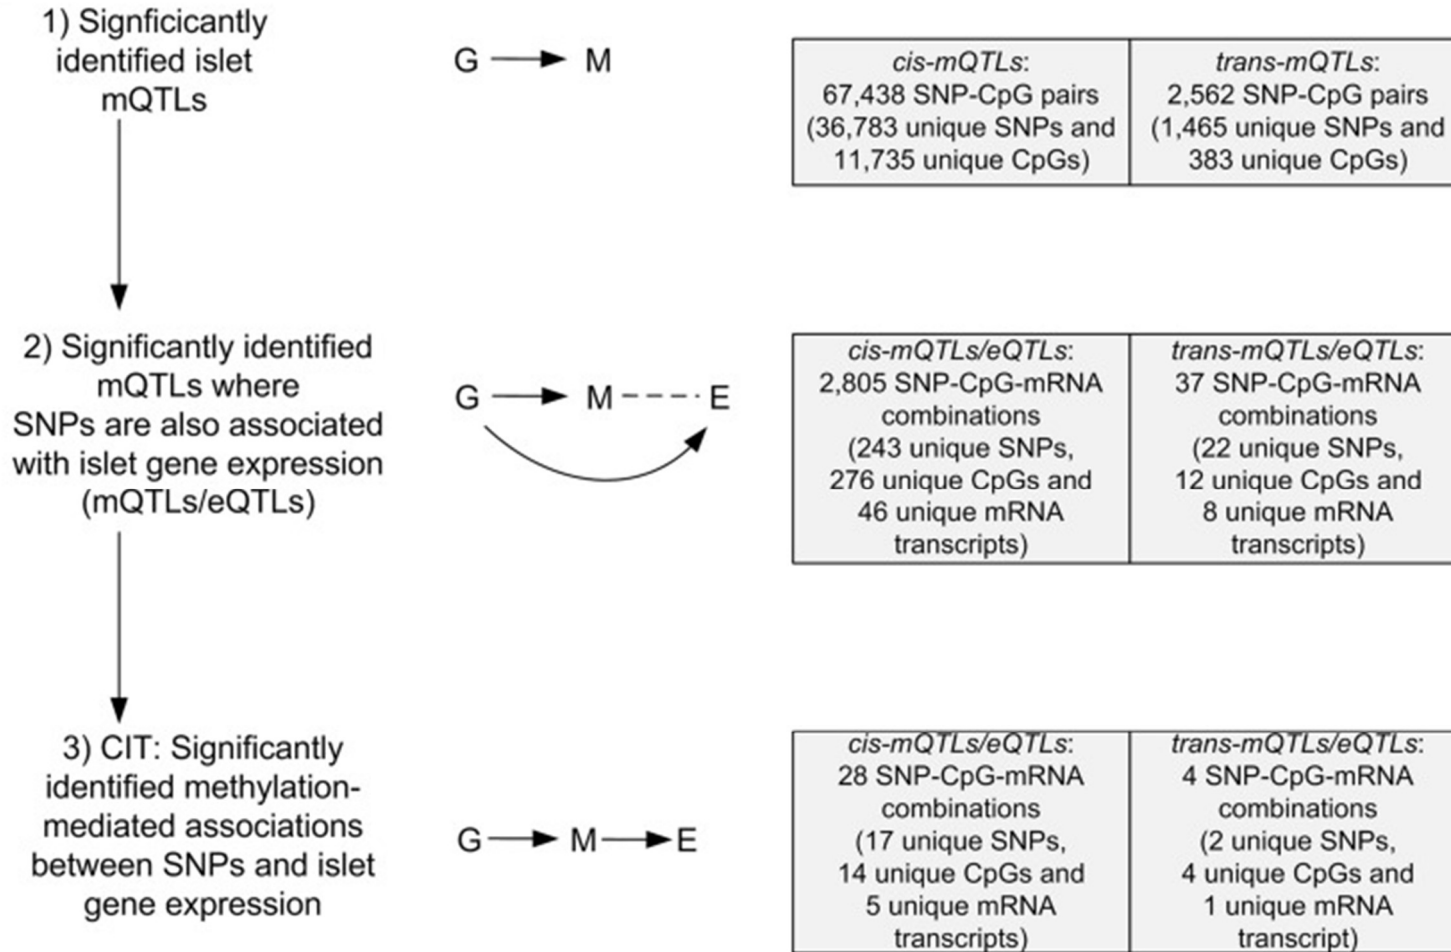 1) Signficicantly
identified islet
mQTLs
G M
cis-mQTLs:
67,438 SNP-CpG pairs
(36,783 unique SNPs and
11,735 unique CpGs)
trans-mQTLs:
2,562 SNP-CpG pairs
(1,465 unique SNPs and
383 unique CpGs)
2) Significantly identified
mQTLs where
SNPs are also associated
with islet gene expression
(mQTLs/eQTLs)
G M E
cis-mQTLs/eQTLs:
2,805 SNP-CpG-mRNA
combinations
(243 unique SNPs,
276 unique CpGs and
46 unique mRNA
transcripts)
trans-mQTLs/eQTLs:
37 SNP-CpG-mRNA
combinations
(22 unique SNPs,
12 unique CpGs and
8 unique mRNA
transcripts)
3) CIT: Significantly
identified methylation-
mediated associations
between SNPs and islet
gene expression
G M E
cis-mQTLs/eQTLs:
28 SNP-CpG-mRNA
combinations
(17 unique SNPs,
14 unique CpGs and
5 unique mRNA
transcripts)
trans-mQTLs/eQTLs:
4 SNP-CpG-mRNA
combinations
(2 unique SNPs,
4 unique CpGs and
1 unique mRNA
transcript)